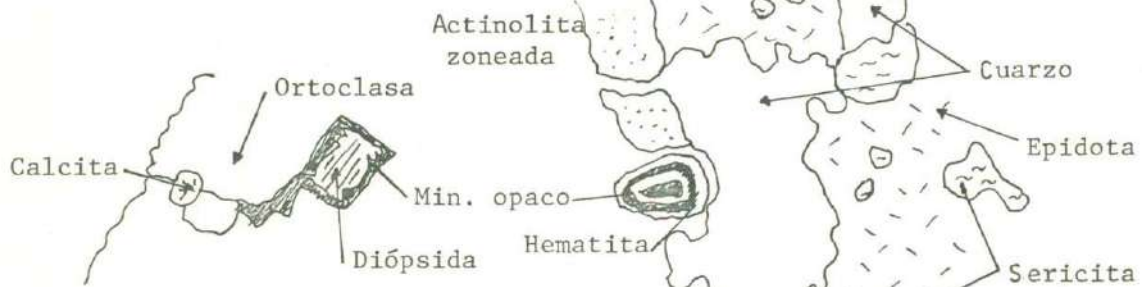 Actinolita
zoneada
Cuarzo
Ortoclasa
Epidota
Calcita
Min. opaco
Hematita
Diópsida
Sericita